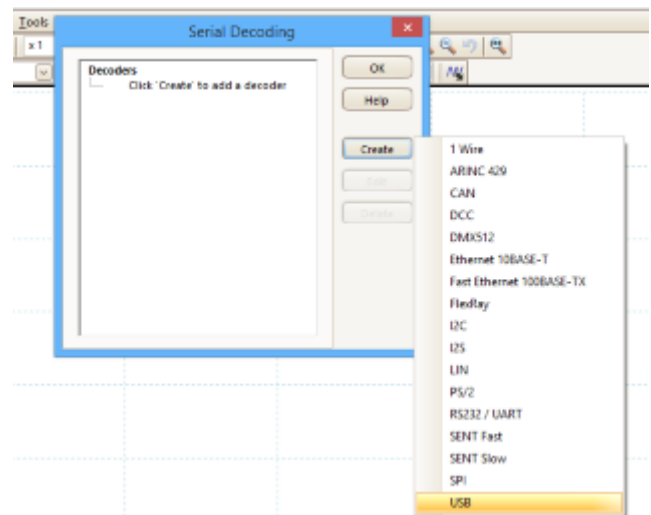 Tools
Serial Decoding
x 1
Decoders
Click 'Create' to add a decoder
OK
Help
Create
1 Wire
ARINC 429
CAN
DCC
DMX512
Ethernet 10BASE-T
Fast Ethernet 100BASE-TX
FlexRay
I2C
I2S
LIN
PS/2
RS232 / UART
SENT Fast
SENT Slow
SPI
USB